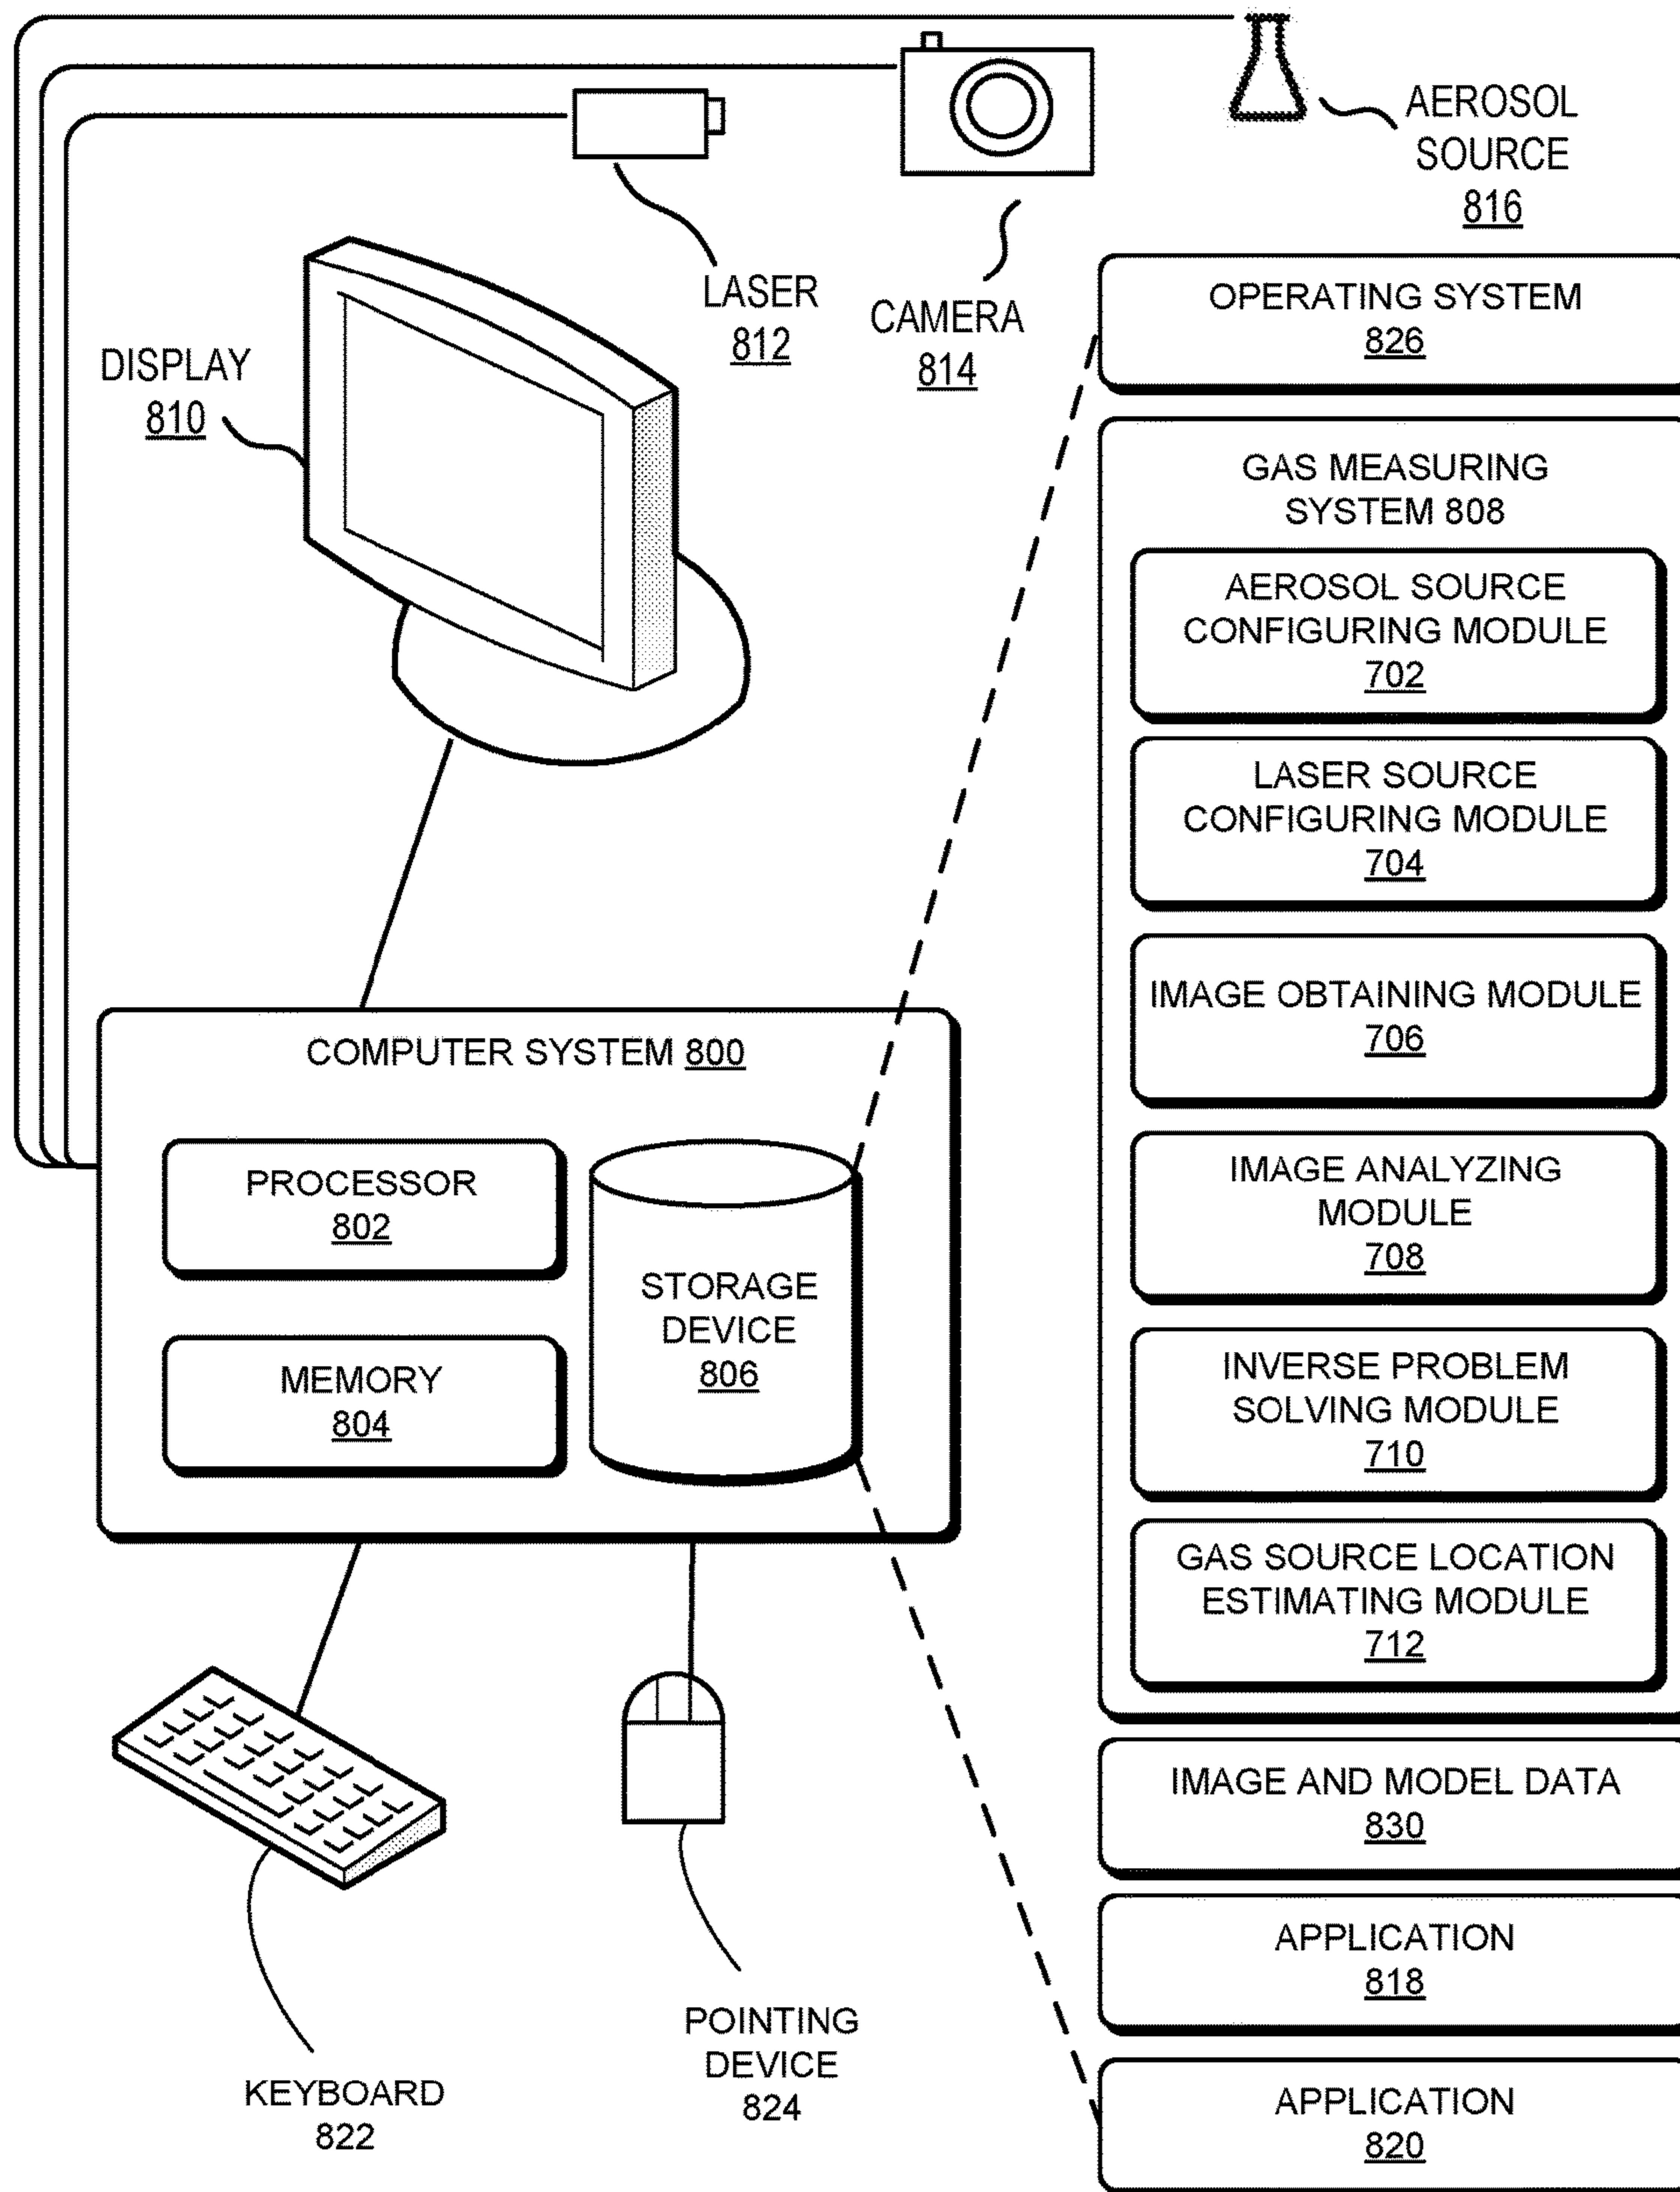 AEROSOL
SOURCE
816
LASER
812
CAMERA
814
DISPLAY
810
COMPUTER SYSTEM 800
PROCESSOR
802
MEMORY
804
STORAGE
DEVICE
806
KEYBOARD
822
POINTING
DEVICE
824
OPERATING SYSTEM
826
GAS MEASURING
SYSTEM 808
AEROSOL SOURCE
CONFIGURING MODULE
702
LASER SOURCE
CONFIGURING MODULE
704
IMAGE OBTAINING MODULE
706
IMAGE ANALYZING
MODULE
708
INVERSE PROBLEM
SOLVING MODULE
710
GAS SOURCE LOCATION
ESTIMATING MODULE
712
IMAGE AND MODEL DATA
830
APPLICATION
818
APPLICATION
820